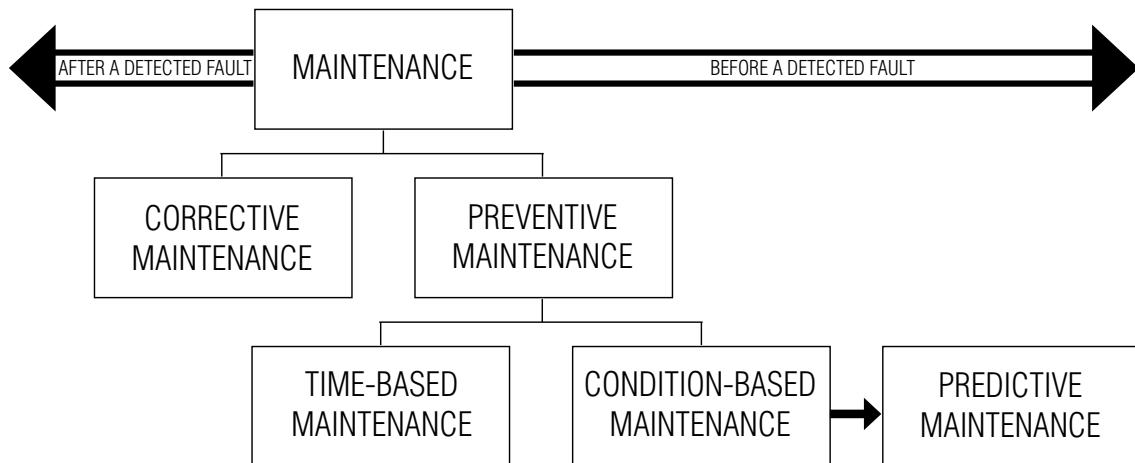 AFTER A DETECTED FAULT
MAINTENANCE
BEFORE A DETECTED FAULT
CORRECTIVE
MAINTENANCE
PREVENTIVE
MAINTENANCE
TIME-BASED
MAINTENANCE
CONDITION-BASED
MAINTENANCE
PREDICTIVE
MAINTENANCE